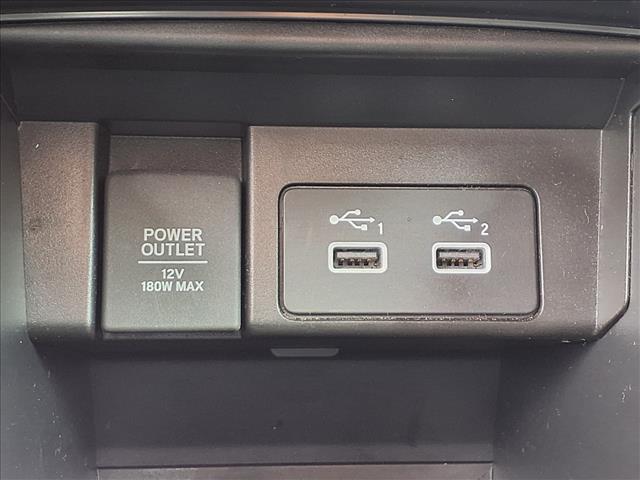 POWER
OUTLET
12V
180W MAX
1
2